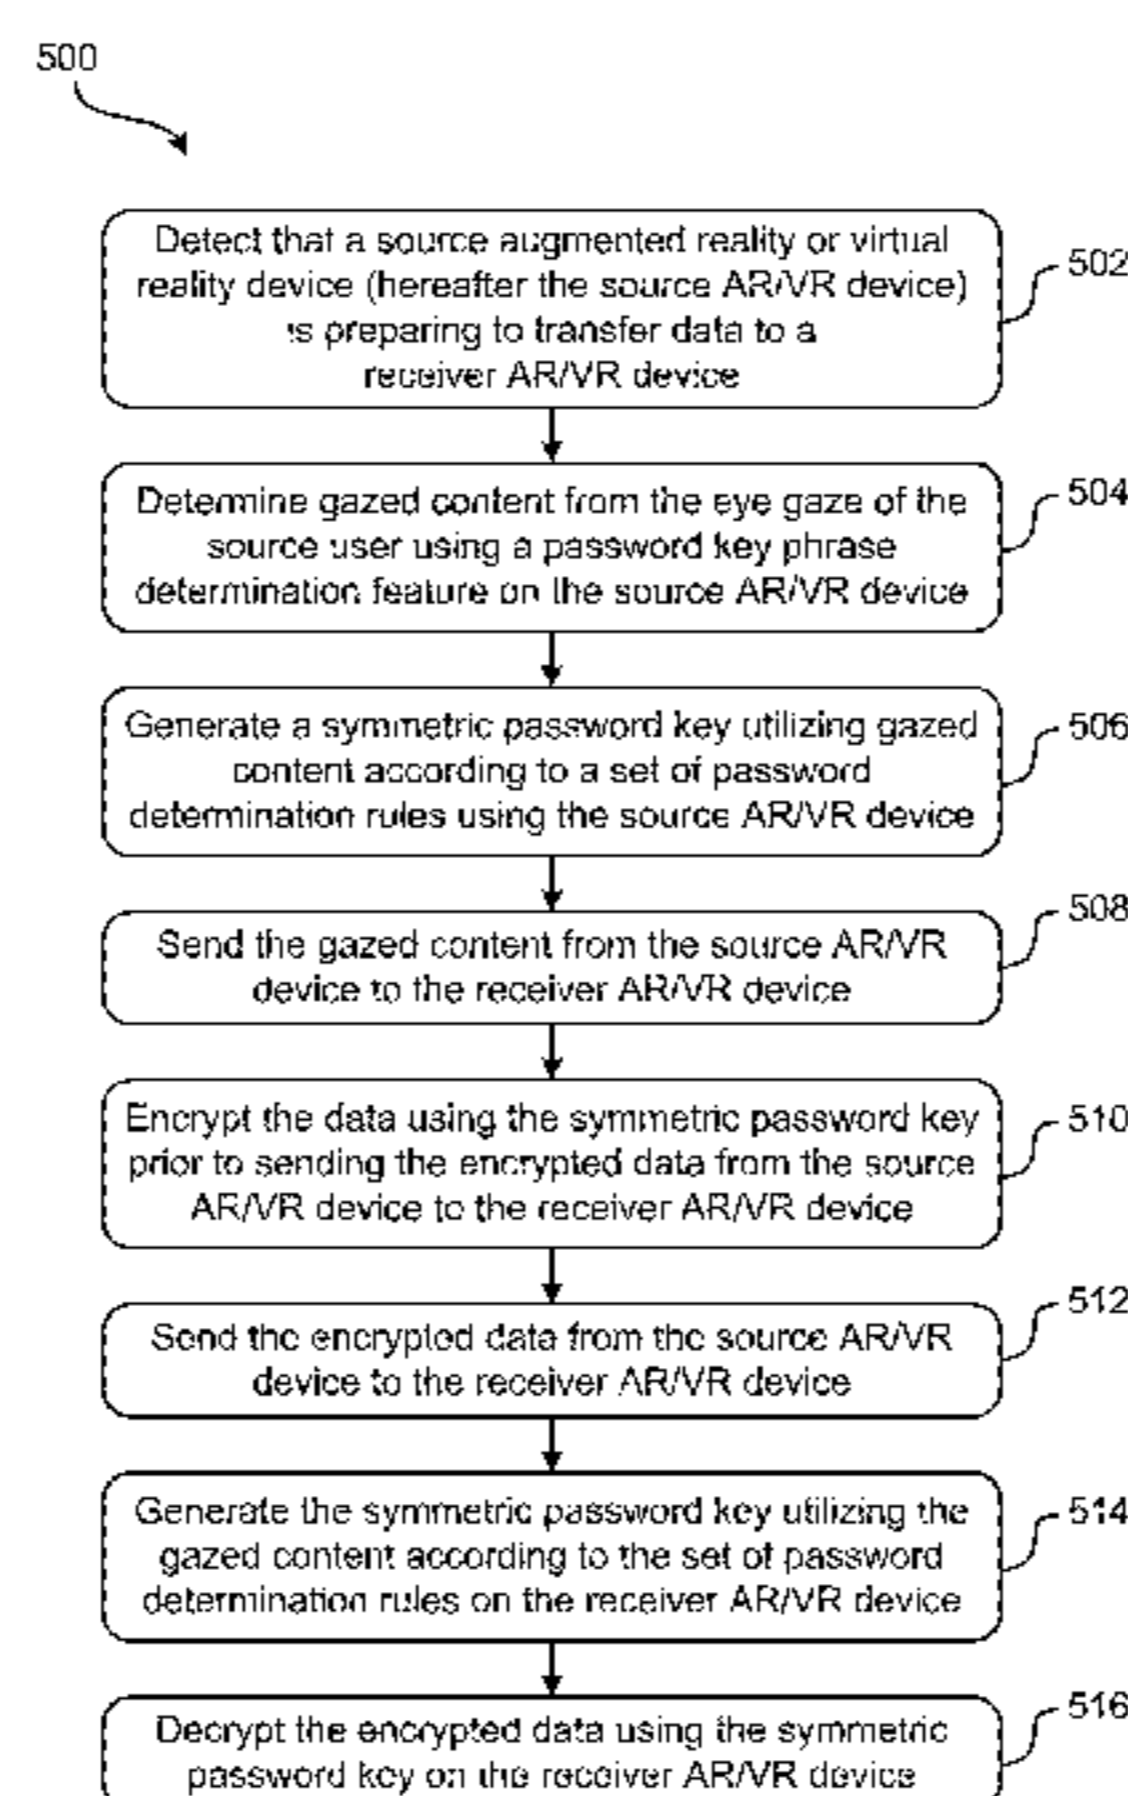 500
Detect that a source augmented reality or virtual
reality device (hereafter the source AR/VR device)
is preparing to transfer data to a
receiver AR/VR device
502
Determine gazed content from the eye gaze of the
source user using a password key phrase
determination feature on the source AR/VR device
504
Generate a symmetric password key utilizing gazed
content according to a set of password
determination rules using the source AR/VR device
506
Send the gazed content from the source AR/VR
device to the receiver AR/VR device
508
Encrypt the data using the symmetric password key
prior to sending the encrypted data from the source
AR/VR device to the receiver AR/VR device
510
Send the encrypted data from the source AR/VR
device to the receiver AR/VR device
512
Generate the symmetric password key utilizing the
gazed content according to the set of password
determination rules on the receiver AR/VR device
514
Decrypt the encrypted data using the symmetric
password key on the receiver AR/VR device
516